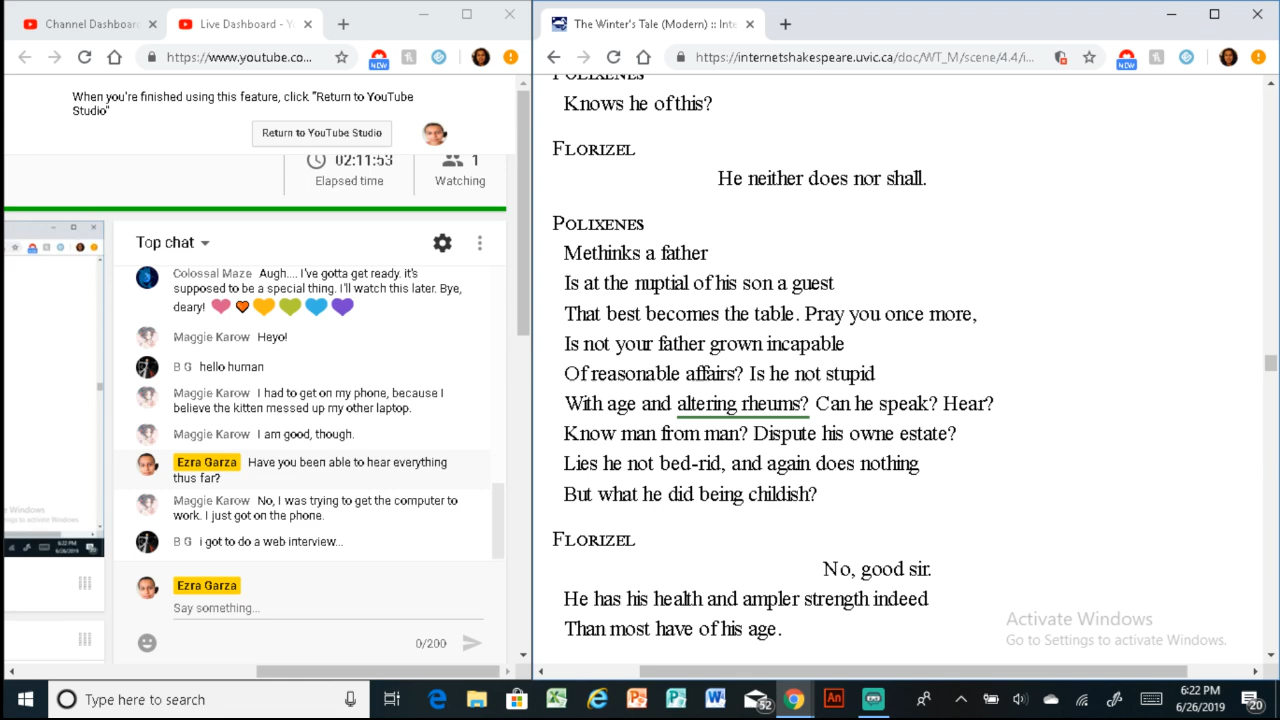 Channel Dashboard
Live Dashboard - Yo
https://www.youtube.co...
NEW
When you're finished using this feature, click "Return to YouTube
Studio"
Return to YouTube Studio
02:11:53
Elapsed time
1
Watching
Top chat
Colossal Maze Augh.... I've gotta get ready. it's
supposed to be a special thing. I'll watch this later. Bye,
deary!
Maggie Karow Heyo!
B G hello human
Maggie Karow I had to get on my phone, because I
believe the kitten messed up my other laptop.
Maggie Karow I am good, though.
Ezra Garza Have you been able to hear everything
thus far?
Maggie Karow No, I was trying to get the computer to
work. I just got on the phone.
B G i got to do a web interview...
Ezra Garza
Say something...
0/200
The Winter's Tale (Modern) :: Inte
https://internetshakespeare.uvic.ca/doc/WT_M/scene/4.4/i...
NEW
POLIXENES
Knows he of this?
FLORIZEL
He neither does nor shall.
POLIXENES
Methinks a father
Is at the nuptial of his son a guest
That best becomes the table. Pray you once more,
Is not your father grown incapable
Of reasonable affairs? Is he not stupid
With age and altering rheums? Can he speak? Hear?
Know man from man? Dispute his owne estate?
Lies he not bed-rid, and again does nothing
But what he did being childish?
FLORIZEL
No, good sir.
He has his health and ampler strength indeed
Than most have of his age.
Activate Windows
Go to Settings to activate Windows.
Type here to search
52
6:22 PM
6/26/2019
20